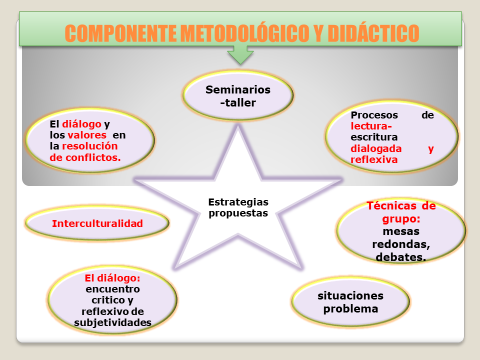 COMPONENTE METODOLÓGICO Y DIDÁCTICO
Seminarios
-taller
El diálogo y
los valores en
la resolución
de conflictos.
Procesos de
lectura-
escritura
dialogada y
reflexiva
Estrategias
propuestas
Interculturalidad
Técnicas de
grupo:
mesas
redondas,
debates.
El diálogo:
encuentro
critico y
reflexivo de
subjetividades
situaciones
problema